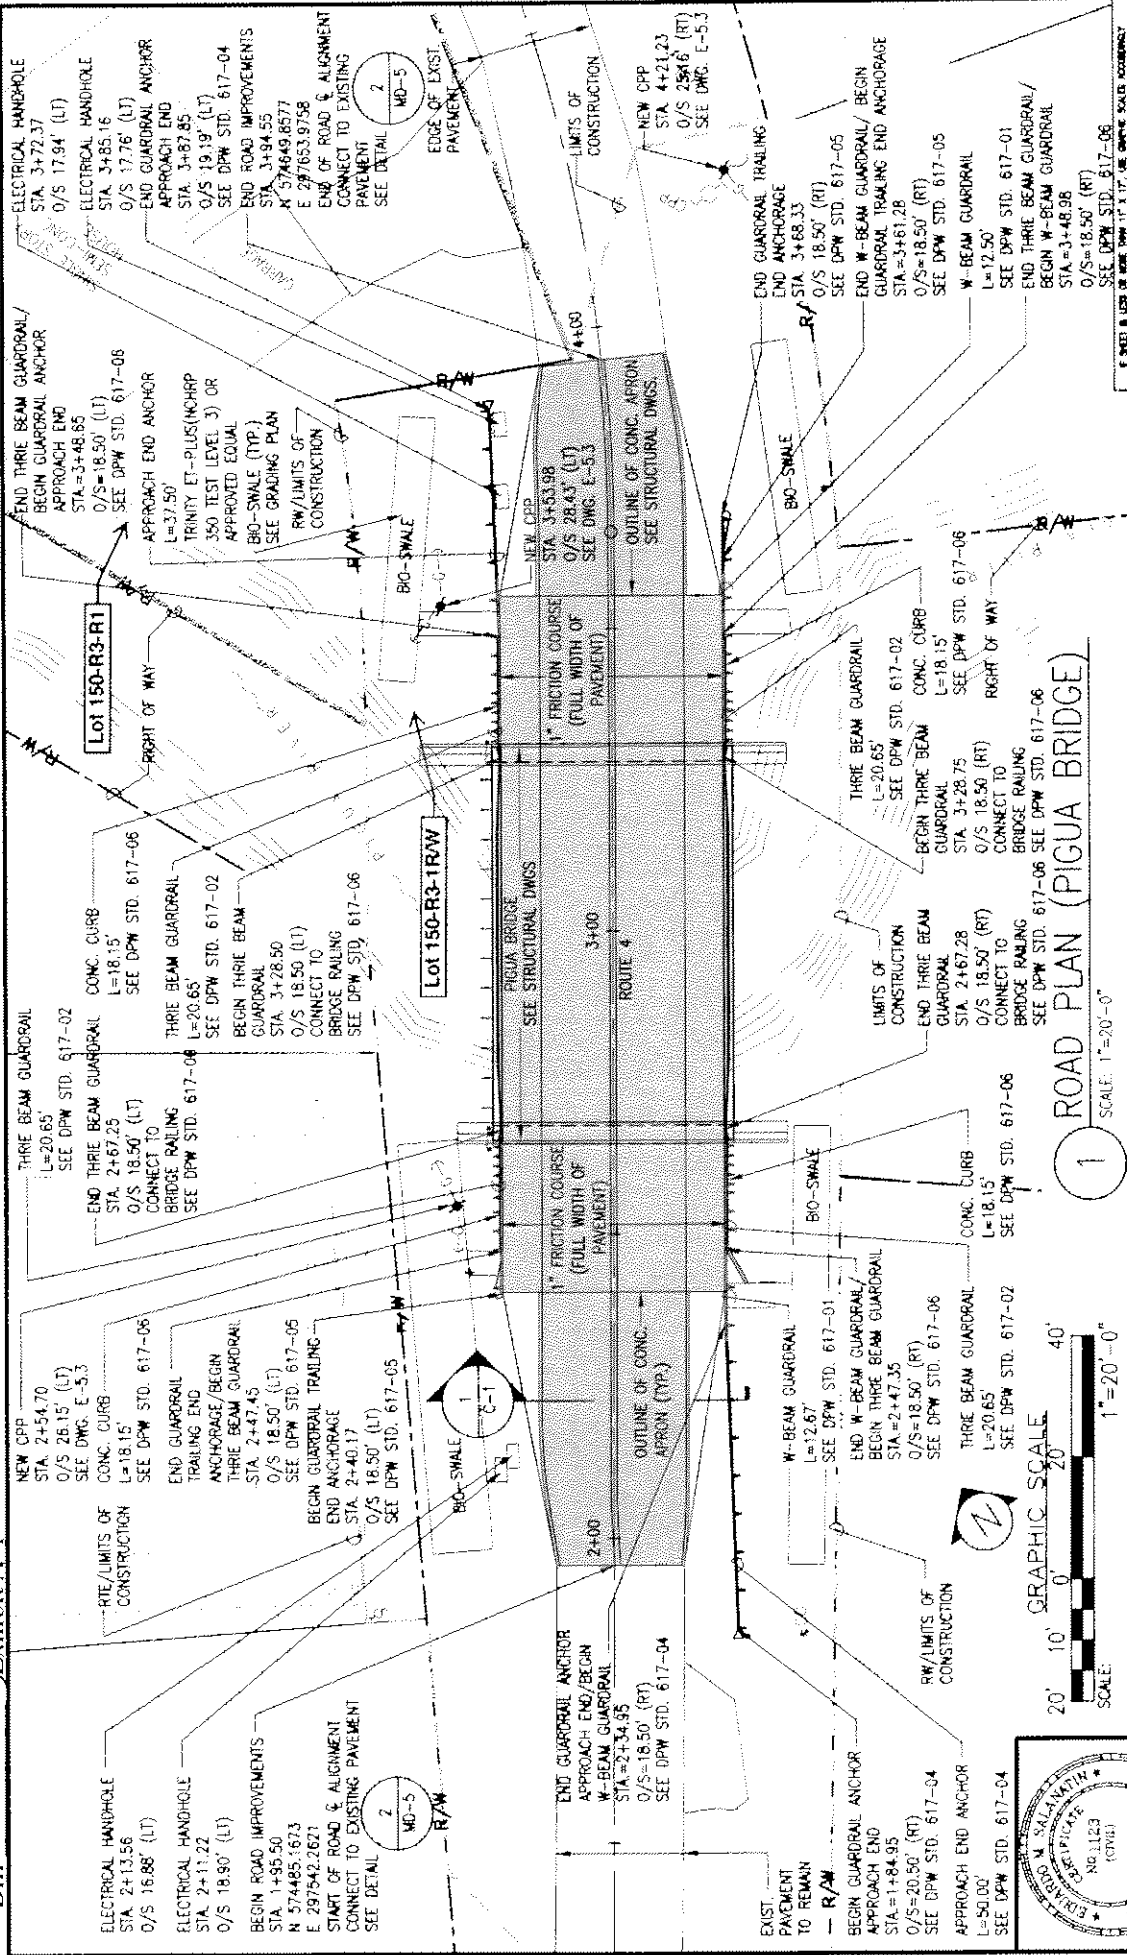 ELECTRICAL HANDHOLE
STA. 2+13.56
O/S 16.88' (LT)
ELECTRICAL HANDHOLE
STA. 2+11.22
O/S 18.90' (LT)
BEGIN ROAD IMPROVEMENTS
STA. 1+95.50
N 574485.1673
E 297542.2621
START OF ROAD ℄ ALIGNMENT
CONNECT TO EXISTING PAVEMENT
SEE DETAIL
2
MD-5
RTE/LIMITS OF
CONSTRUCTION
NEW CPP
STA. 2+54.70
O/S 28.15' (LT)
SEE DWG. E-5.3
CONC. CURB
L=18.15'
SEE DPW STD. 617-06
END GUARDRAIL
TRAILING END
ANCHORAGE/BEGIN
THRIE BEAM GUARDRAIL
STA. 2+47.45
O/S 18.50' (LT)
SEE DPW STD. 617-05
BEGIN GUARDRAIL TRAILING
END ANCHORAGE
STA. 2+40.17
O/S 18.50' (LT)
SEE DPW STD. 617-05
THRIE BEAM GUARDRAIL
L=20.65'
SEE DPW STD. 617-02
END THRIE BEAM GUARDRAIL
STA. 2+67.25
O/S 18.50' (LT)
CONNECT TO
BRIDGE RAILING
SEE DPW STD. 617-06
CONC. CURB
L=18.15'
SEE DPW STD. 617-06
THRIE BEAM GUARDRAIL
L=20.65'
SEE DPW STD. 617-02
BEGIN THRIE BEAM
GUARDRAIL
STA. 3+28.50
O/S 18.50 (LT)
CONNECT TO
BRIDGE RAILING
SEE DPW STD. 617-06
END THRIE BEAM GUARDRAIL/
BEGIN GUARDRAIL ANCHOR
APPROACH END
STA.=3+48.65
O/S=18.50' (LT)
SEE DPW STD. 617-08
APPROACH END ANCHOR
L=37.50'
TRINITY ET-PLUS(NCHRP
350 TEST LEVEL 3) OR
APPROVED EQUAL
BIO-SWALE (TYP.)
SEE GRADING PLAN
RW/LIMITS OF
CONSTRUCTION
ELECTRICAL HANDHOLE
STA. 3+72.37
O/S 17.94' (LT)
ELECTRICAL HANDHOLE
STA. 3+85.16
O/S 17.76' (LT)
END GUARDRAIL ANCHOR
APPROACH END
STA. 3+87.85
O/S 19.19' (LT)
SEE DPW STD. 617-04
END ROAD IMPROVEMENTS
STA. 3+94.55
N 574649.8577
E 297653.9758
END OF ROAD ℄ ALIGNMENT
CONNECT TO EXISTING
PAVEMENT
SEE DETAIL
2
MD-5
EDGE OF EXIST.
PAVEMENT
LIMITS OF
CONSTRUCTION
NEW CPP
STA. 4+21.23
(RT)
SEE DWG. E-5.3
Lot 150-R3-R1
RIGHT OF WAY
Lot 150-R3-1R/W
R/W
R/W
R/W
R/W
R/W
R/W
R/W
BIO-SWALE
BIO-SWALE
1
C-1
NEW CPP
STA 3+53.98
O/S 28.43' (LT)
SEE DWG. E-5.3
1" FRICTION COURSE
(FULL WIDTH OF
PAVEMENT)
PIGUA BRIDGE
SEE STRUCTURAL DWGS
1" FRICTION COURSE
(FULL WIDTH OF
PAVEMENT)
OUTLINE OF CONC. APRON
SEE STRUCTURAL DWGS.
2+00
3+00
4+00
ROUTE 4
OUTLINE OF CONC.
APRON (TYP.)
END GUARDRAIL ANCHOR
APPROACH END/BEGIN
W-BEAM GUARDRAIL
STA.=2+34.95
O/S=18.50' (RT)
SEE DPW STD. 617-04
EXIST.
PAVEMENT
TO REMAIN
R/W
BEGIN GUARDRAIL ANCHOR
APPROACH END
STA.=1+84.95
O/S=20.50' (RT)
SEE DPW STD. 617-04
APPROACH END ANCHOR
L=50.00'
SEE DPW STD. 617-04
RW/LIMITS OF
CONSTRUCTION
W-BEAM GUARDRAIL
L=12.67'
SEE DPW STD. 617-01
END W-BEAM GUARDRAIL/
BEGIN THRIE BEAM GUARDRAIL
STA.=2+47.35
O/S=18.50' (RT)
SEE DPW STD. 617-06
THRIE BEAM GUARDRAIL
L=20.65'
SEE DPW STD. 617-02
BIO-SWALE
CONC. CURB
L=18.15'
SEE DPW STD. 617-06
LIMITS OF
CONSTRUCTION
END THRIE BEAM
GUARDRAIL
STA. 2+67.28
O/S 18.50' (RT)
CONNECT TO
BRIDGE RAILING
SEE DPW STD. 617-06
THRIE BEAM GUARDRAIL
L=20.65'
SEE DPW STD. 617-02
BEGIN THRIE BEAM
GUARDRAIL
STA. 3+28.75
O/S 18.50 (RT)
CONNECT TO
BRIDGE RAILING
SEE DPW STD. 617-06
CONC. CURB
L=18.15'
SEE DPW STD. 617-06
RIGHT OF WAY
BIO-SWALE
END GUARDRAIL TRAILING
END ANCHORAGE
STA. 3+68.33
O/S 18.50' (RT)
SEE DPW STD. 617-05
END W-BEAM GUARDRAIL/ BEGIN
GUARDRAIL TRAILING END ANCHORAGE
STA.=3+61.28
O/S=18.50' (RT)
SEE DPW STD. 617-05
W-BEAM GUARDRAIL
L=12.50'
SEE DPW STD. 617-01
END THRIE BEAM GUARDRAIL/
BEGIN W-BEAM GUARDRAIL
STA.=3+48.98
O/S=18.50' (RT)
SEE DPW STD. 617-06
1
ROAD PLAN (PIGUA BRIDGE)
SCALE: 1"=20'-0"
GRAPHIC SCALE
20' 10' 0' 20' 40'
SCALE: 1"=20'-0"
EDUARDO M. SALANATIN
CERTIFICATE
NO. 1123
(CIVIL)